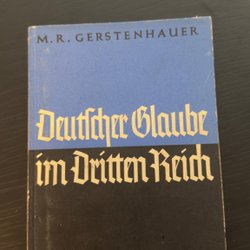 M. R. GERSTENHAUER
Deutscher Glaube
im Dritten Reich